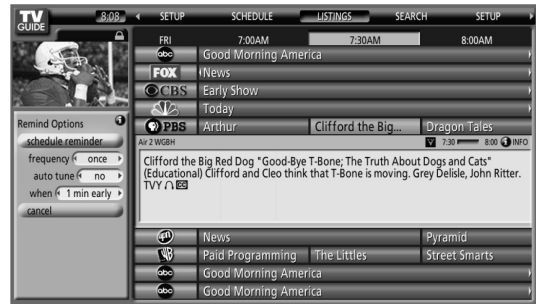 TV GUIDE 8:08 SETUP SCHEDULE LISTINGS SEARCH SETUP
FRI 7:00AM 7:30AM 8:00AM
abc Good Morning America
FOX News
CBS Early Show
Today
PBS Arthur Clifford the Big... Dragon Tales
Remind Options
schedule reminder
frequency once
auto tune no
when 1 min early
cancel
Air 2 WGBH V 7:30 8:00 INFO
Clifford the Big Red Dog "Good-Bye T-Bone; The Truth About Dogs and Cats"
(Educational) Clifford and Cleo think that T-Bone is moving. Grey Delisle, John Ritter.
TVY CC
News Pyramid
WB Paid Programming The Littles Street Smarts
abc Good Morning America
abc Good Morning America